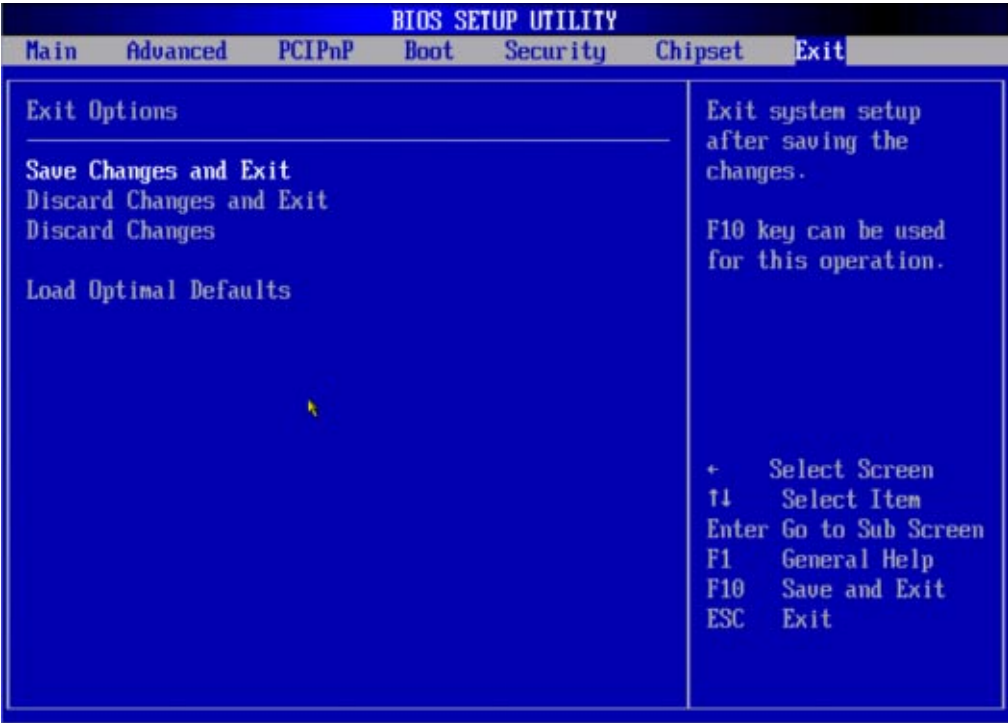 BIOS SETUP UTILITY
Main Advanced PCIPnP Boot Security Chipset Exit
Exit Options
Save Changes and Exit
Discard Changes and Exit
Discard Changes
Load Optimal Defaults
Exit system setup
after saving the
changes.
F10 key can be used
for this operation.
← Select Screen
↑↓ Select Item
Enter Go to Sub Screen
F1 General Help
F10 Save and Exit
ESC Exit